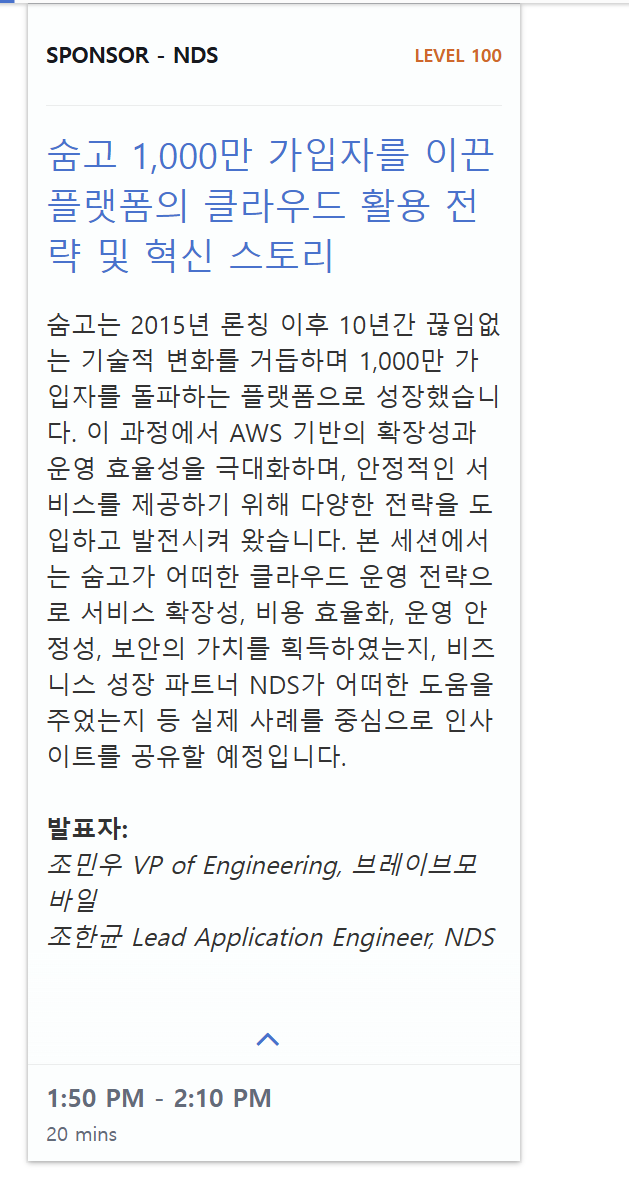 SPONSOR - NDS
LEVEL 100
숨고 1,000만 가입자를 이끈
플랫폼의 클라우드 활용 전
략 및 혁신 스토리
숨고는 2015년 론칭 이후 10년간 끊임없
는 기술적 변화를 거듭하며 1,000만 가
입자를 돌파하는 플랫폼으로 성장했습니
다. 이 과정에서 AWS 기반의 확장성과
운영 효율성을 극대화하며, 안정적인 서
비스를 제공하기 위해 다양한 전략을 도
입하고 발전시켜 왔습니다. 본 세션에서
는 숨고가 어떠한 클라우드 운영 전략으
로 서비스 확장성, 비용 효율화, 운영 안
정성, 보안의 가치를 획득하였는지, 비즈
니스 성장 파트너 NDS가 어떠한 도움을
주었는지 등 실제 사례를 중심으로 인사
이트를 공유할 예정입니다.
발표자:
조민우 VP of Engineering, 브레이브모
바일
조한균 Lead Application Engineer, NDS
1:50 PM - 2:10 PM
20 mins